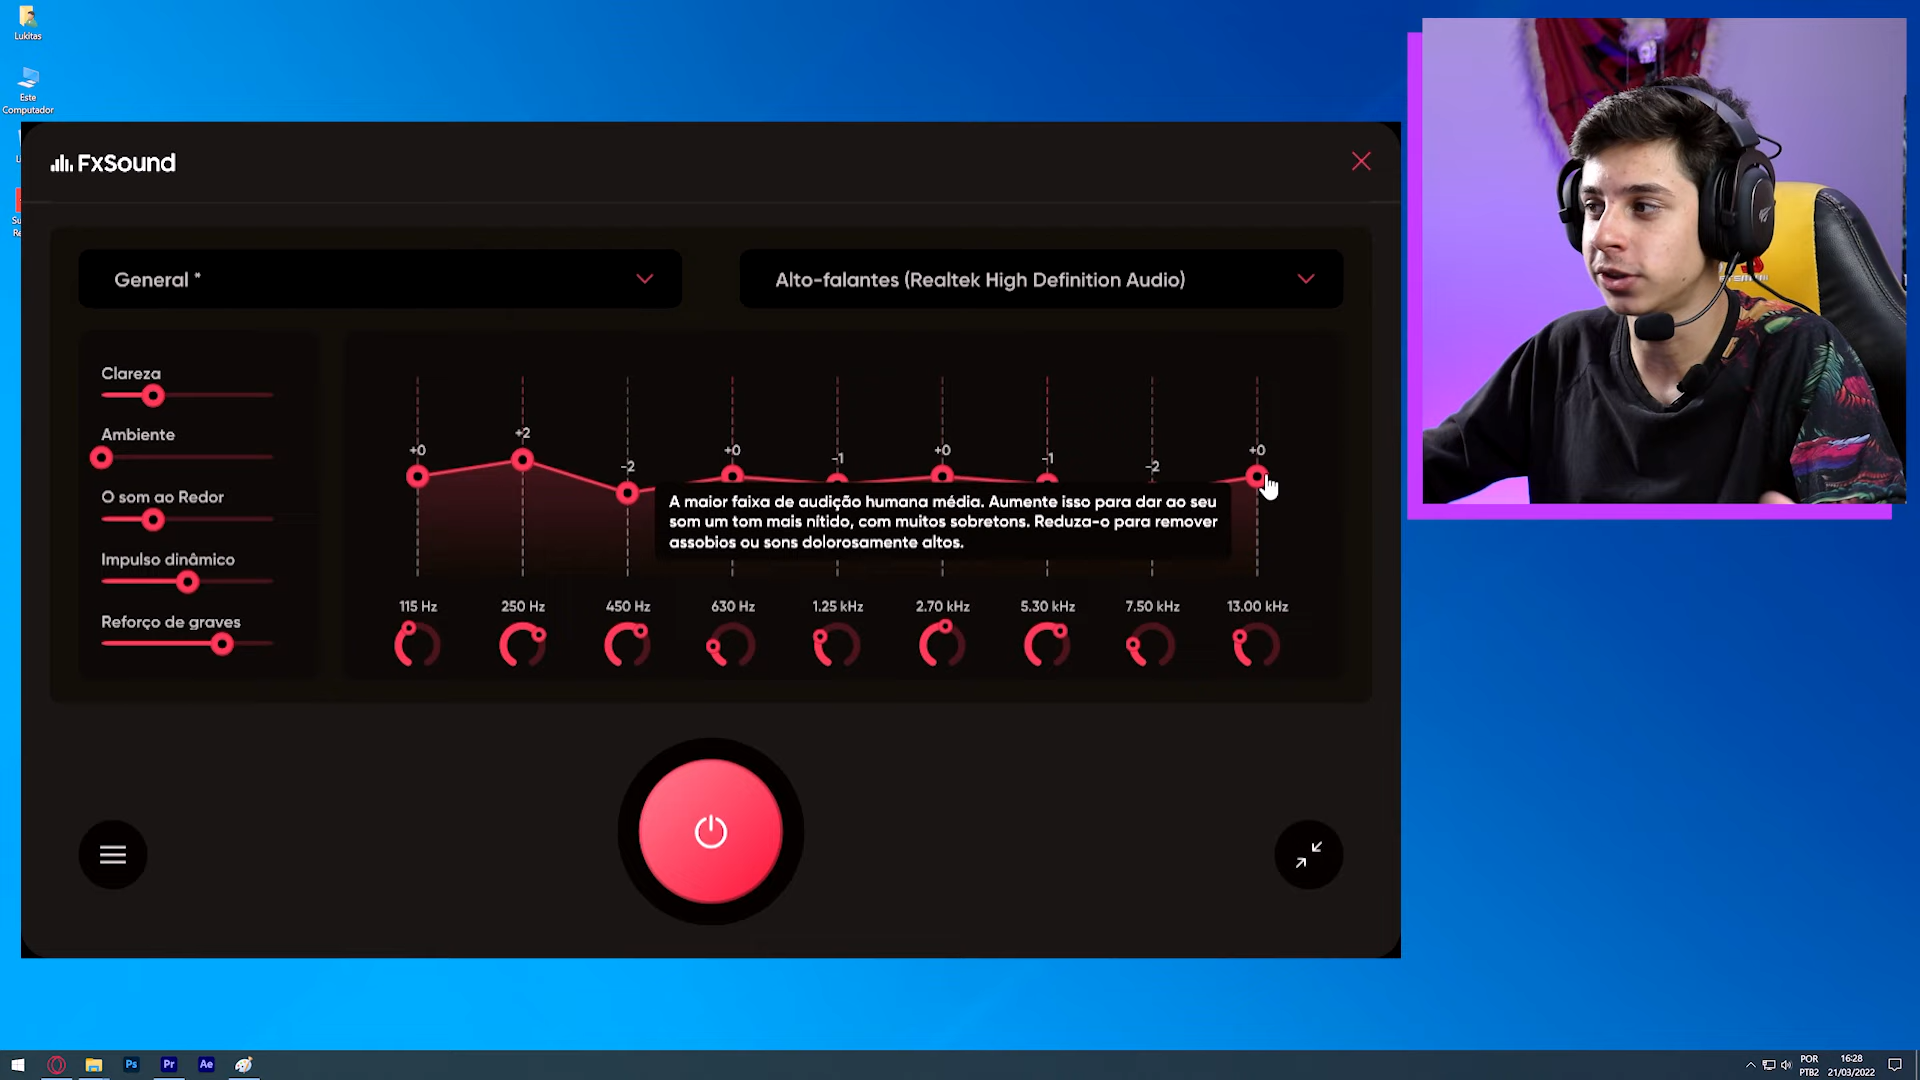 Lukitas
Este
Computador
FxSound
General *
Alto-falantes (Realtek High Definition Audio)
Clareza
Ambiente
O som ao Redor
Impulso dinâmico
Reforço de graves
+0
+2
-2
+0
-1
+0
-1
-2
+0
A maior faixa de audição humana média. Aumente isso para dar ao seu
som um tom mais nítido, com muitos sobretons. Reduza-o para remover
assobios ou sons dolorosamente altos.
115 Hz
250 Hz
450 Hz
630 Hz
1.25 kHz
2.70 kHz
5.30 kHz
7.50 kHz
13.00 kHz
Ps
Pr
Ae
POR
PTB2
16:28
21/03/2022